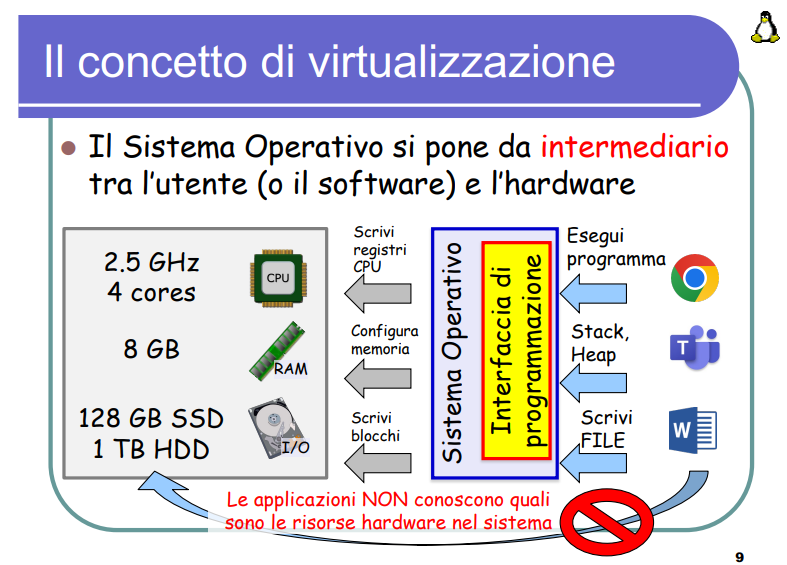 Il concetto di virtualizzazione
Il Sistema Operativo si pone da intermediario
tra l'utente (o il software) e l'hardware
2.5 GHz
4 cores
CPU
8 GB
RAM
128 GB SSD
1 TB HDD
I/O
Scrivi
registri
CPU
Configura
memoria
Scrivi
blocchi
Sistema Operativo
Interfaccia di
programmazione
Esegui
programma
Stack,
Heap
T
Scrivi
FILE
W
Le applicazioni NON conoscono quali
sono le risorse hardware nel sistema
9